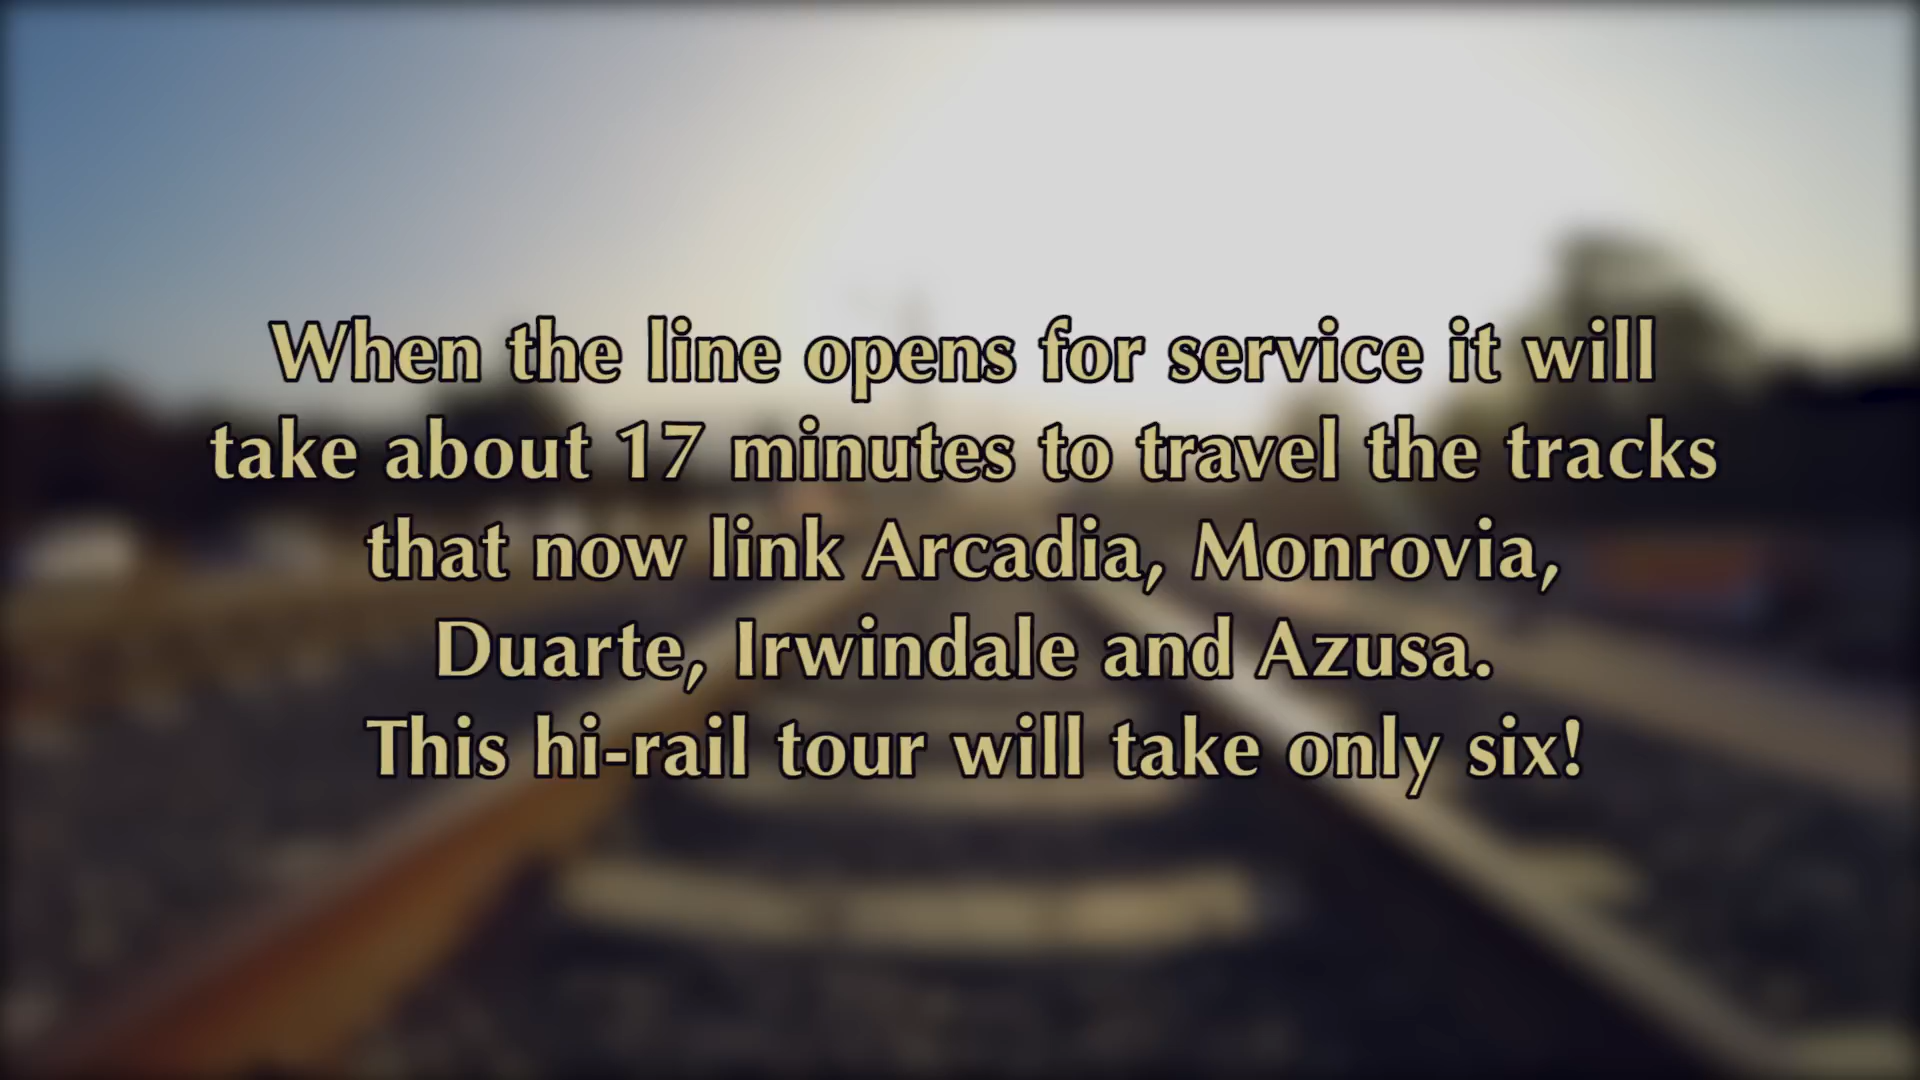 When the line opens for service it will
take about 17 minutes to travel the tracks
that now link Arcadia, Monrovia,
Duarte, Irwindale and Azusa.
This hi-rail tour will take only six!